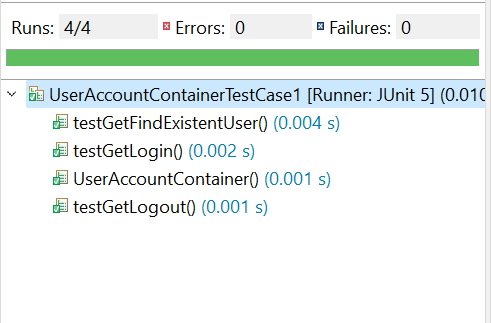 Runs: 4/4 Errors: 0 Failures: 0
UserAccountContainerTestCase1 [Runner: JUnit 5] (0.010
testGetFindExistentUser() (0.004 s)
testGetLogin() (0.002 s)
UserAccountContainer() (0.001 s)
testGetLogout() (0.001 s)